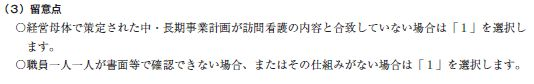 （3）留意点
○経営母体で策定された中・長期事業計画が訪問看護の内容と合致していない場合は「１」を選択し
ます。
○職員一人一人が書面等で確認できない場合、またはその仕組みがない場合は「１」を選択します。